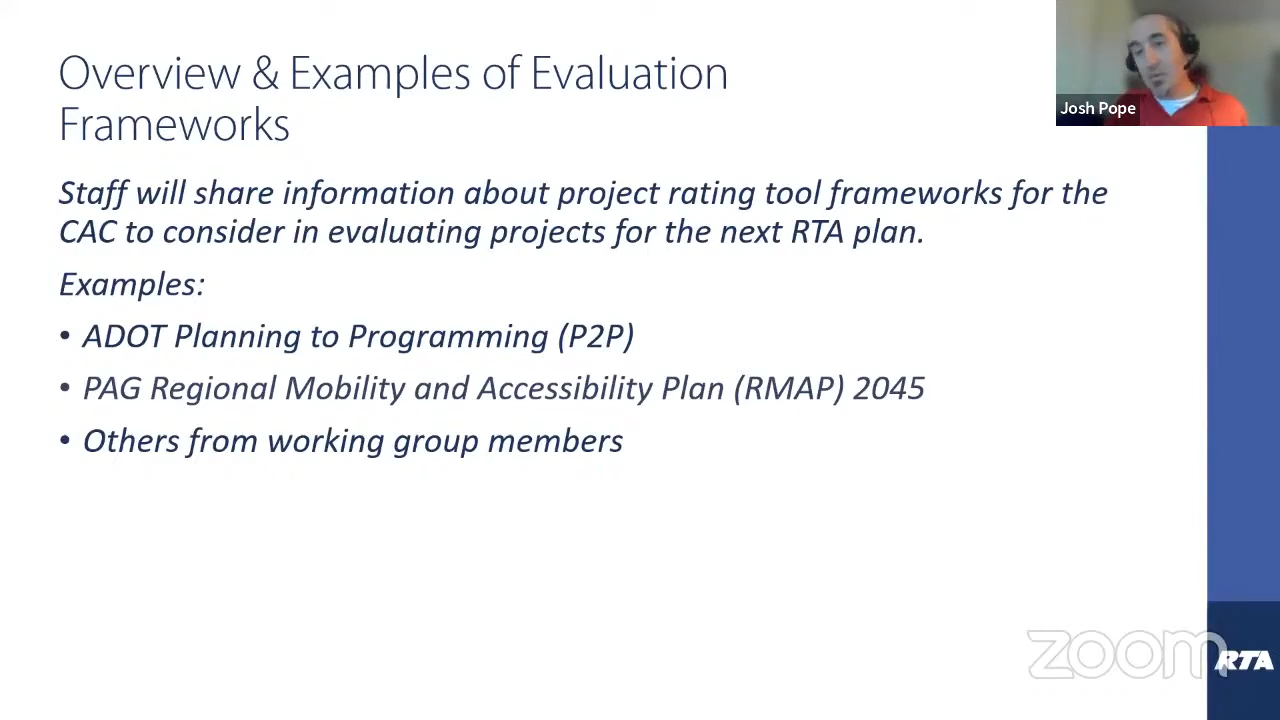 Overview & Examples of Evaluation
Frameworks
Josh Pope
Staff will share information about project rating tool frameworks for the
CAC to consider in evaluating projects for the next RTA plan.
Examples:
• ADOT Planning to Programming (P2P)
• PAG Regional Mobility and Accessibility Plan (RMAP) 2045
• Others from working group members
zoom
RTA